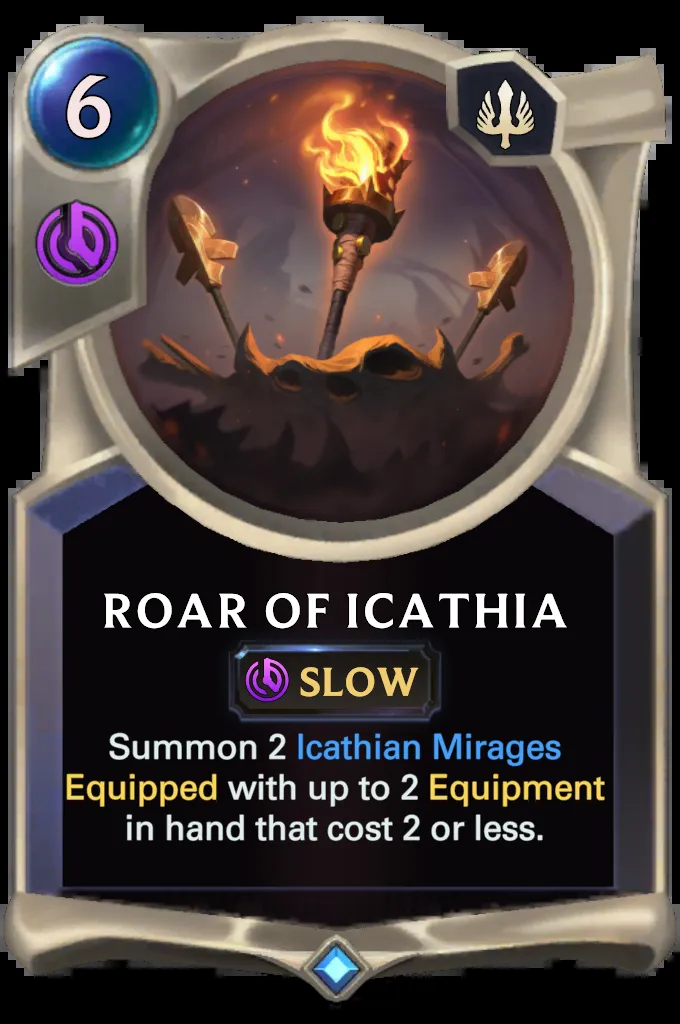 6
ROAR OF ICATHIA
SLOW
Summon 2 Icathian Mirages
Equipped with up to 2 Equipment
in hand that cost 2 or less.